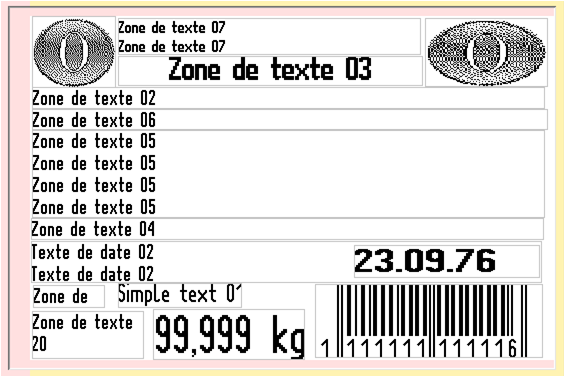 Zone de texte 07
Zone de texte 07
O
Zone de texte 03
O
Zone de texte 02
Zone de texte 06
Zone de texte 05
Zone de texte 05
Zone de texte 05
Zone de texte 05
Zone de texte 04
Texte de date 02
23.09.76
Texte de date 02
Zone de
Simple text 01
Zone de texte
20
99,999 kg
1 111111 111116